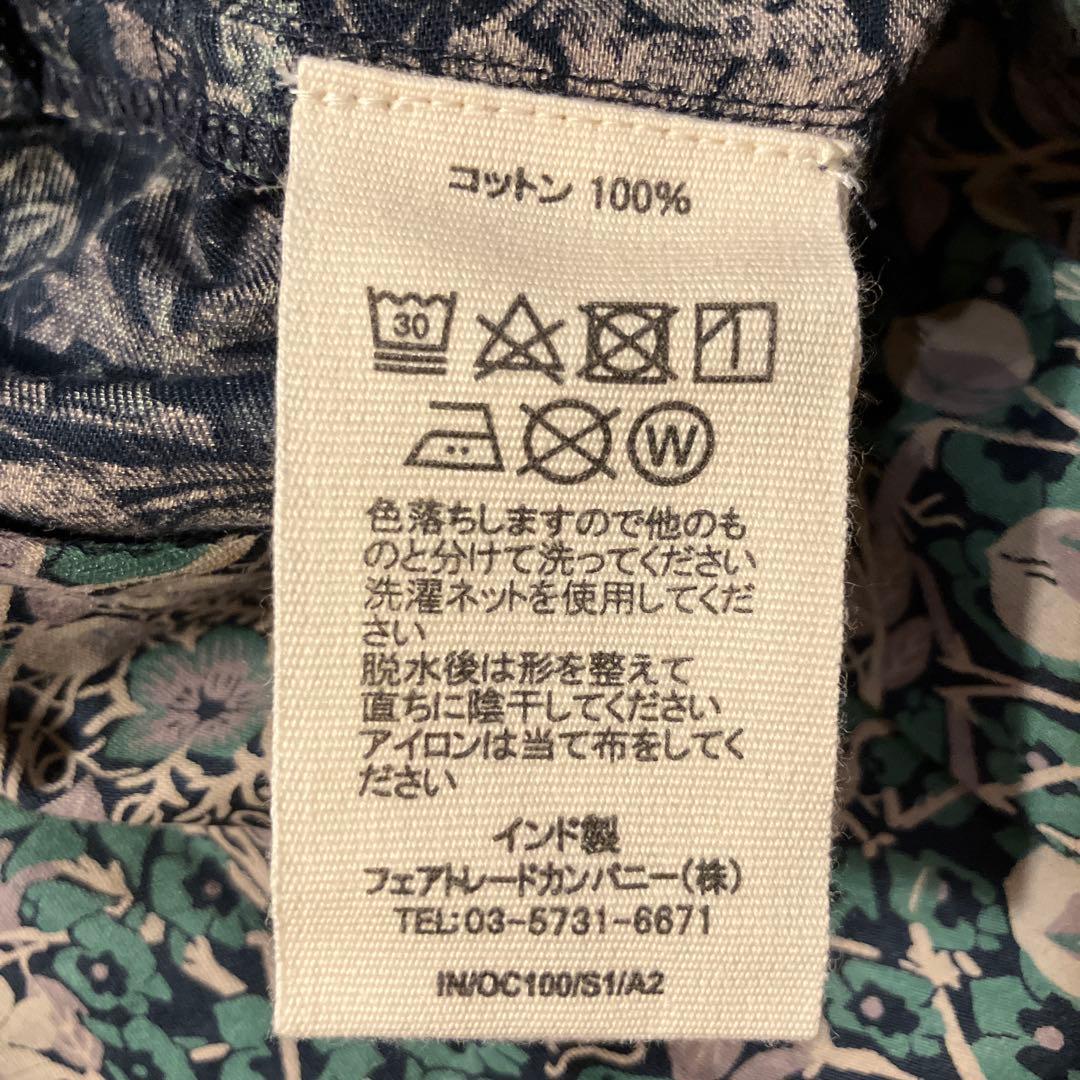 コットン 100%
30
W
色落ちしますので他のも
のと分けて洗ってください
洗濯ネットを使用してくだ
さい
脱水後は形を整えて
直ちに陰干してください
アイロンは当て布をしてく
ださい
インド製
フェアトレードカンパニー(株)
TEL:03-5731-6671
IN/OC100/S1/A2